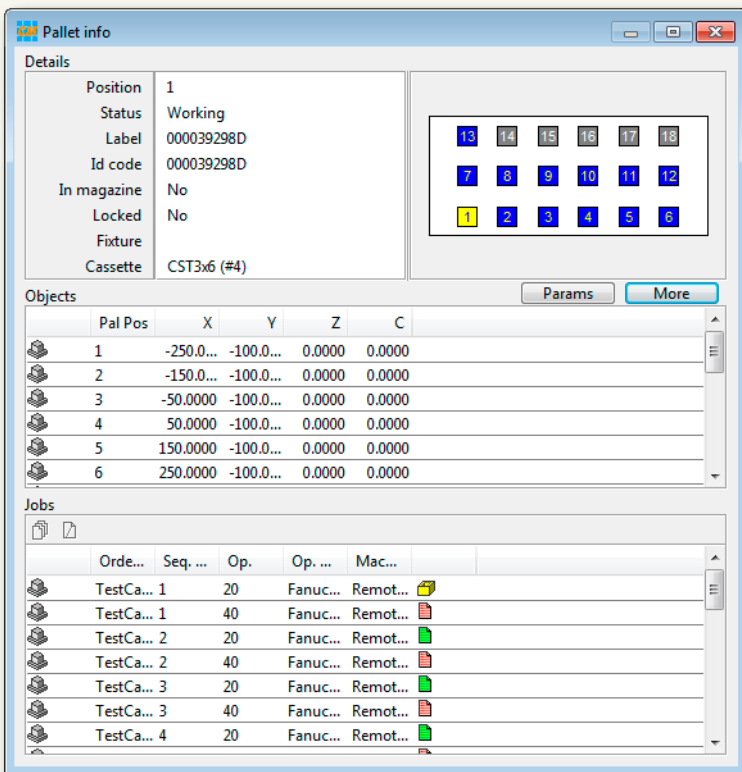 Pallet info
Details
Position 1
Status Working
Label 000039298D
Id code 000039298D
In magazine No
Locked No
Fixture
Cassette CST3x6 (#4)
13 14 15 16 17 18
7 8 9 10 11 12
1 2 3 4 5 6
Objects Params More
Pal Pos X Y Z C
1 -250.0... -100.0... 0.0000 0.0000
2 -150.0... -100.0... 0.0000 0.0000
3 -50.0000 -100.0... 0.0000 0.0000
4 50.0000 -100.0... 0.0000 0.0000
5 150.0000 -100.0... 0.0000 0.0000
6 250.0000 -100.0... 0.0000 0.0000
Jobs
Orde... Seq. ... Op. Op. ... Mac...
TestCa... 1 20 Fanuc... Remot...
TestCa... 1 40 Fanuc... Remot...
TestCa... 2 20 Fanuc... Remot...
TestCa... 2 40 Fanuc... Remot...
TestCa... 3 20 Fanuc... Remot...
TestCa... 3 40 Fanuc... Remot...
TestCa... 4 20 Fanuc... Remot...